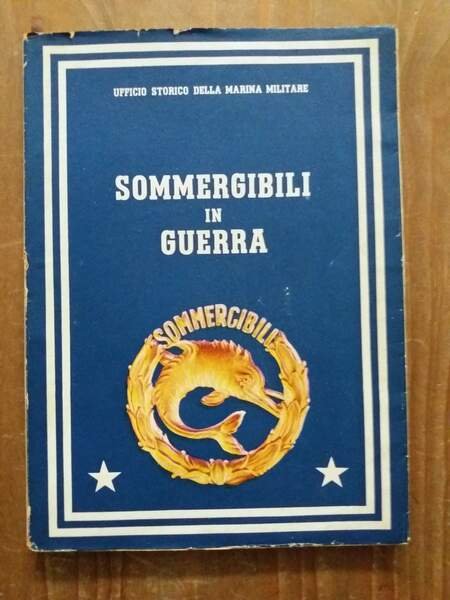 UFFICIO STORICO DELLA MARINA MILITARE
SOMMERGIBILI
IN
GUERRA
SOMMERGIBILI